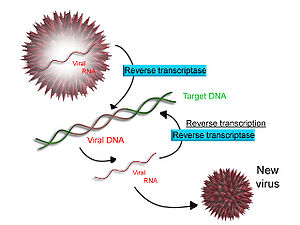 Viral
RNA
Reverse transcriptase
Target DNA
Reverse transcription
Reverse transcriptase
Viral DNA
Viral
RNA
New
virus